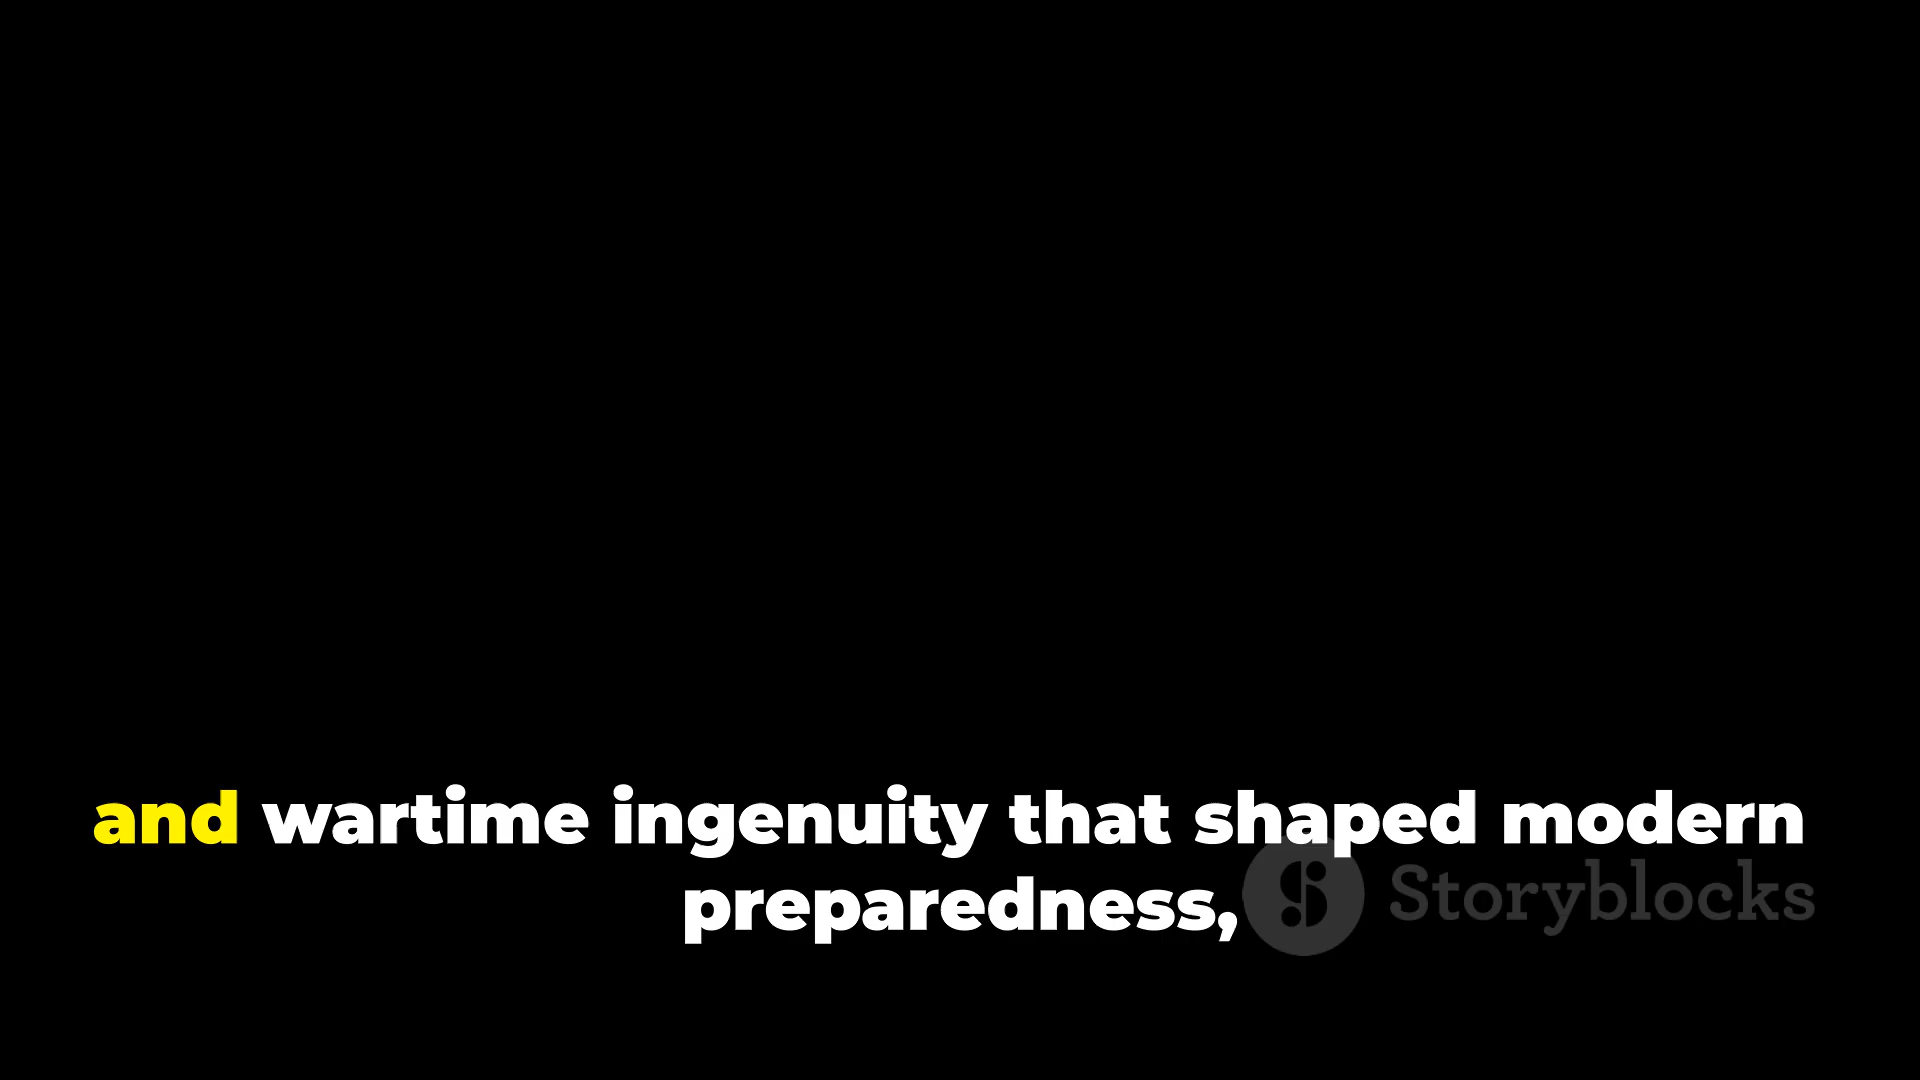 and wartime ingenuity that shaped modern
preparedness,
Storyblocks